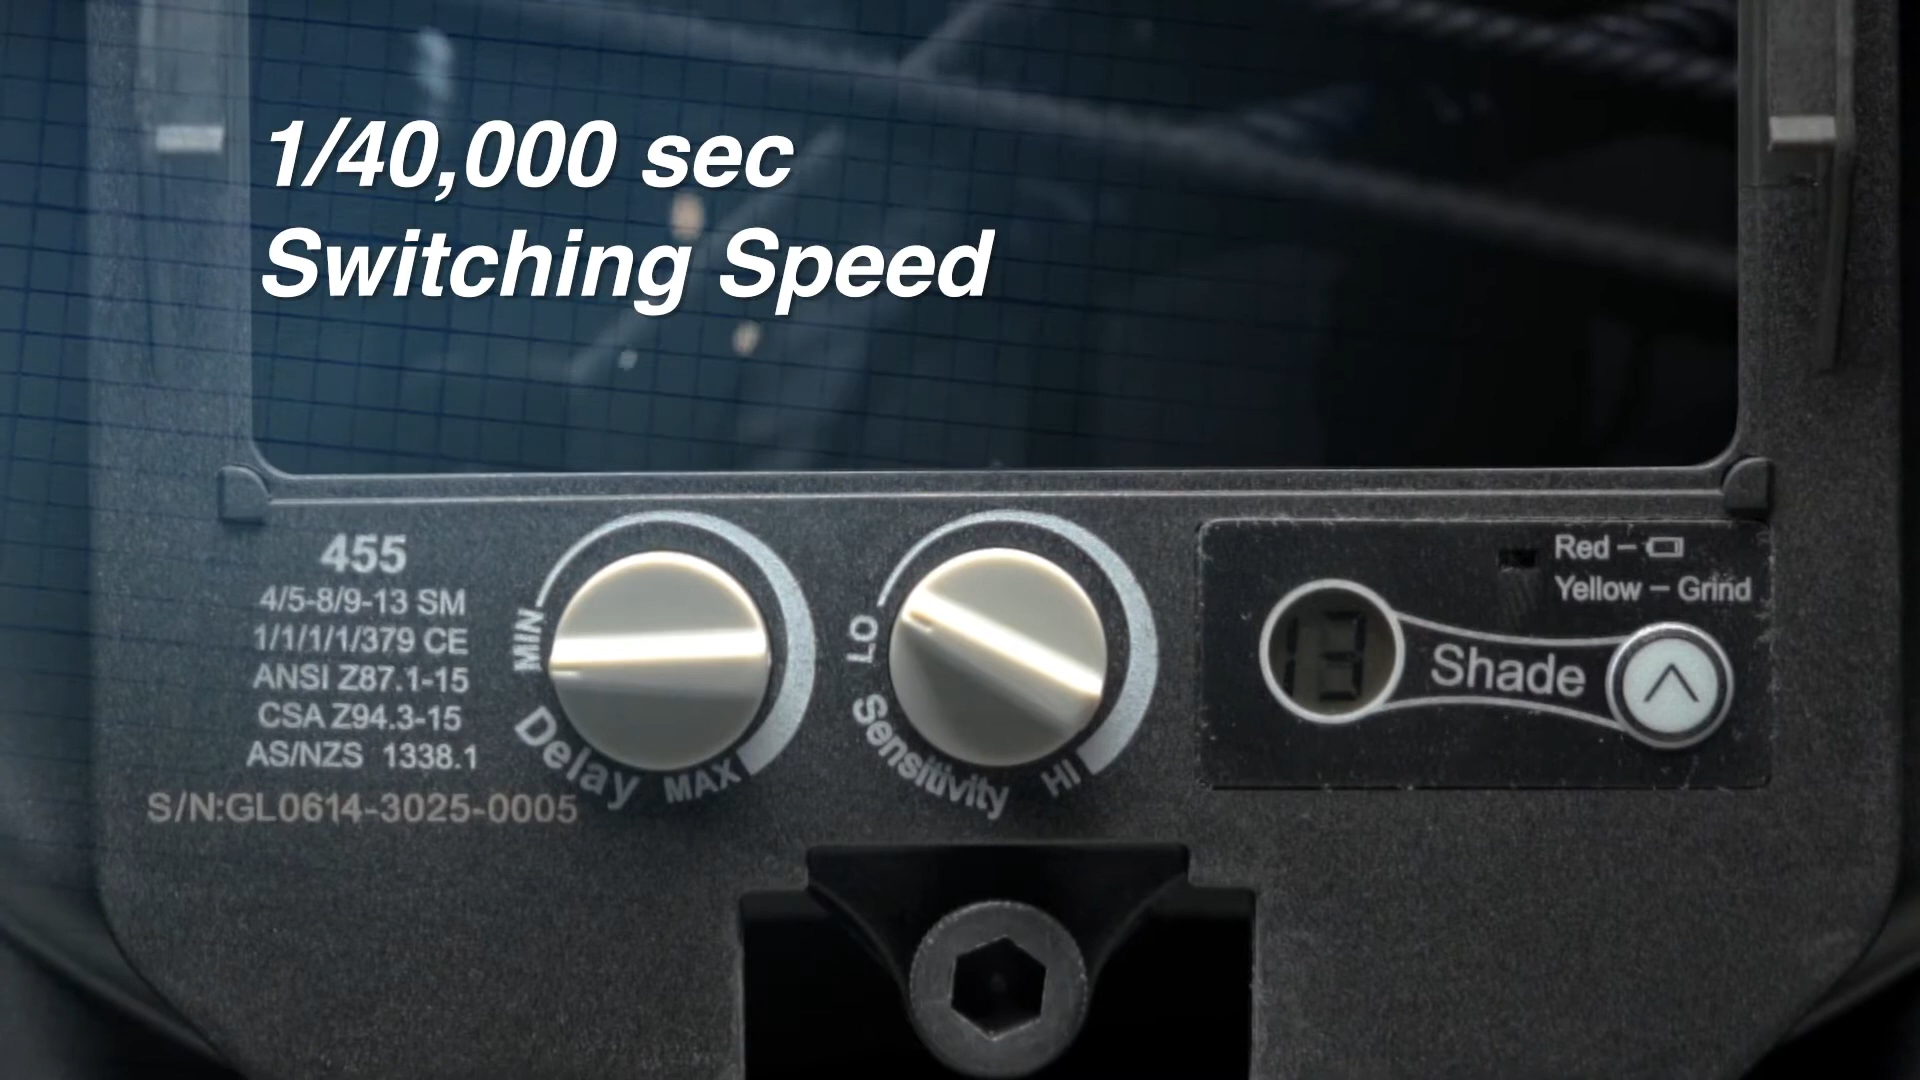 1/40,000 sec
Switching Speed
455
4/5-8/9-13 SM
1/1/1/1/379 CE
ANSI Z87.1-15
CSA Z94.3-15
AS/NZS 1338.1
S/N:GL0614-3025-0005
MIN
Delay
MAX
LO
Sensitivity
HI
Red –
Yellow – Grind
13
Shade